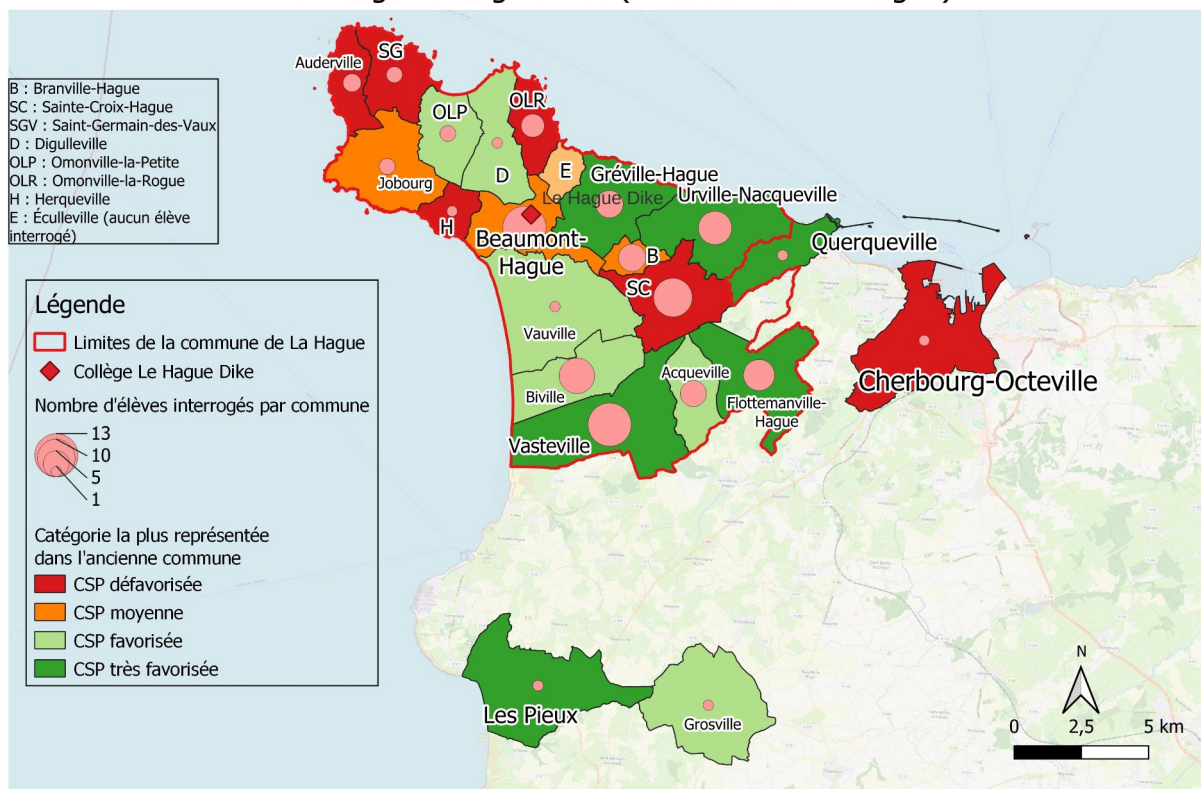 B : Branville-Hague
SC : Sainte-Croix-Hague
SGV : Saint-Germain-des-Vaux
D : Digulleville
OLP : Omonville-la-Petite
OLR : Omonville-la-Rogue
H : Herqueville
E : Éculleville (aucun élève
interrogé)
Auderville
SG
OLP
OLR
D
E
Jobourg
H
Gréville-Hague
Le Hague Dike
Urville-Nacqueville
Beaumont-
Hague
B
Querqueville
SC
Vauville
Biville
Acqueville
Flottemanville-
Hague
Vasteville
Cherbourg-Octeville
Les Pieux
Grosville
Légende
Limites de la commune de La Hague
Collège Le Hague Dike
Nombre d'élèves interrogés par commune
13
10
5
1
Catégorie la plus représentée
dans l'ancienne commune
CSP défavorisée
CSP moyenne
CSP favorisée
CSP très favorisée
N
0 2,5 5 km